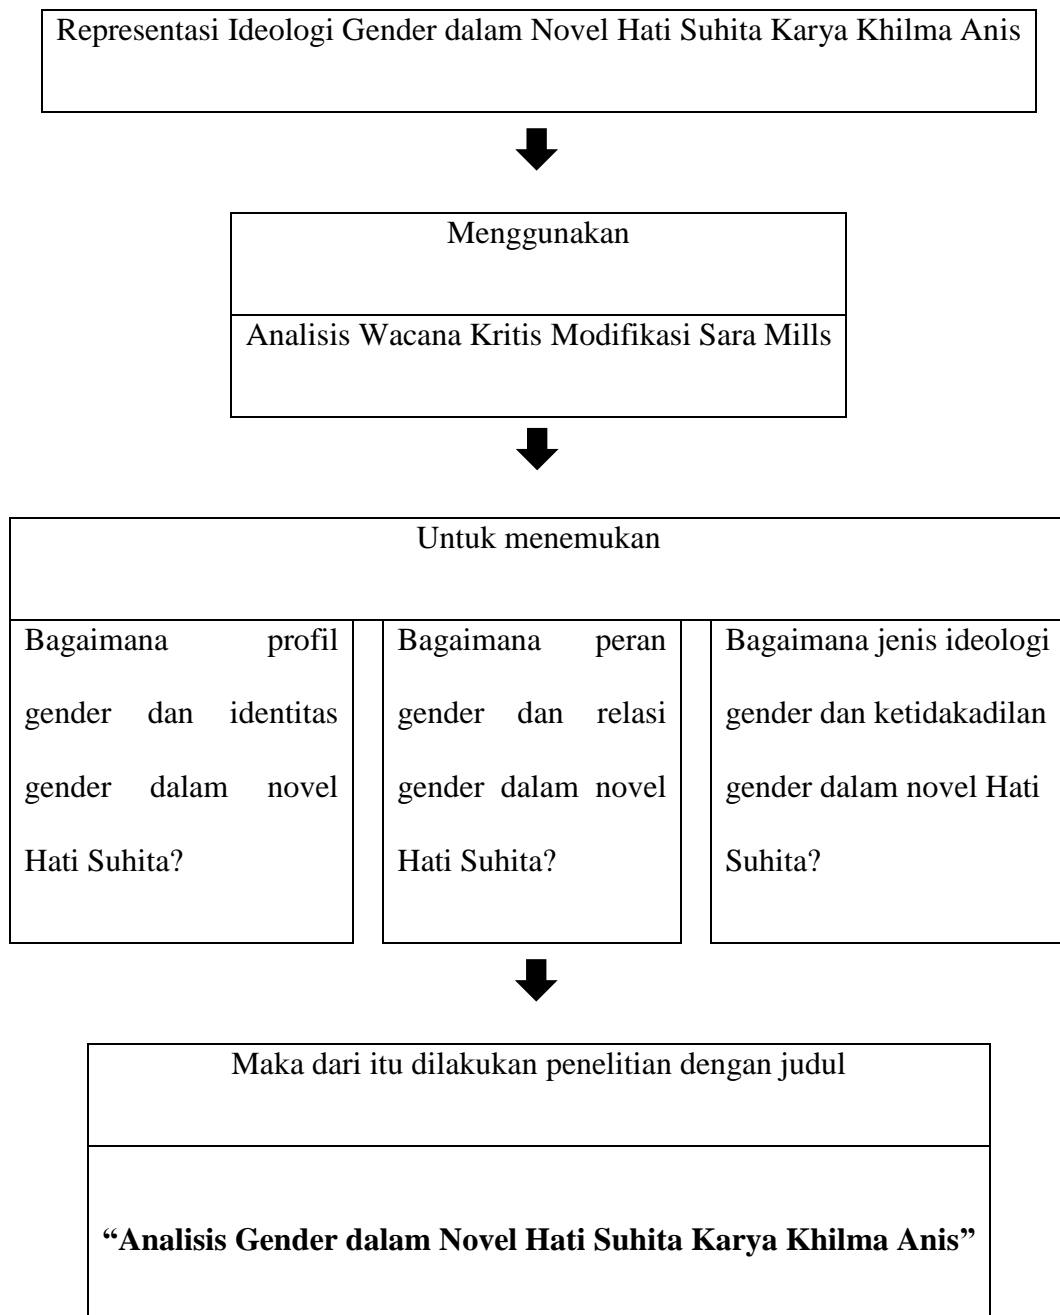 Representasi Ideologi Gender dalam Novel Hati Suhita Karya Khilma Anis
Menggunakan
Analisis Wacana Kritis Modifikasi Sara Mills
Untuk menemukan
Bagaimana profil
gender dan identitas
gender dalam novel
Hati Suhita?
Bagaimana peran
gender dan relasi
gender dalam novel
Hati Suhita?
Bagaimana jenis ideologi
gender dan ketidakadilan
gender dalam novel Hati
Suhita?
Maka dari itu dilakukan penelitian dengan judul
“Analisis Gender dalam Novel Hati Suhita Karya Khilma Anis”